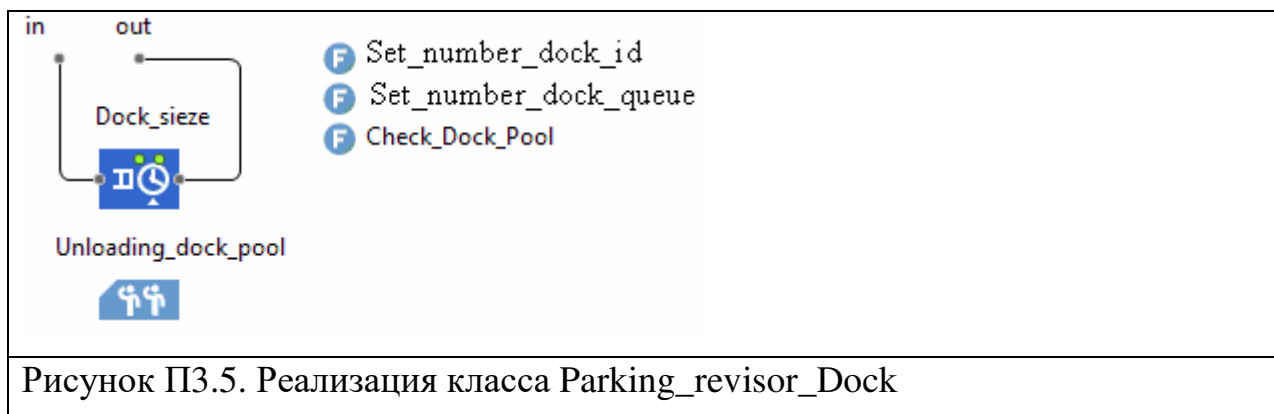 in out
Dock_sieze
Unloading_dock_pool
F Set_number_dock_id
F Set_number_dock_queue
F Check_Dock_Pool
Рисунок П3.5. Реализация класса Parking_revisor_Dock